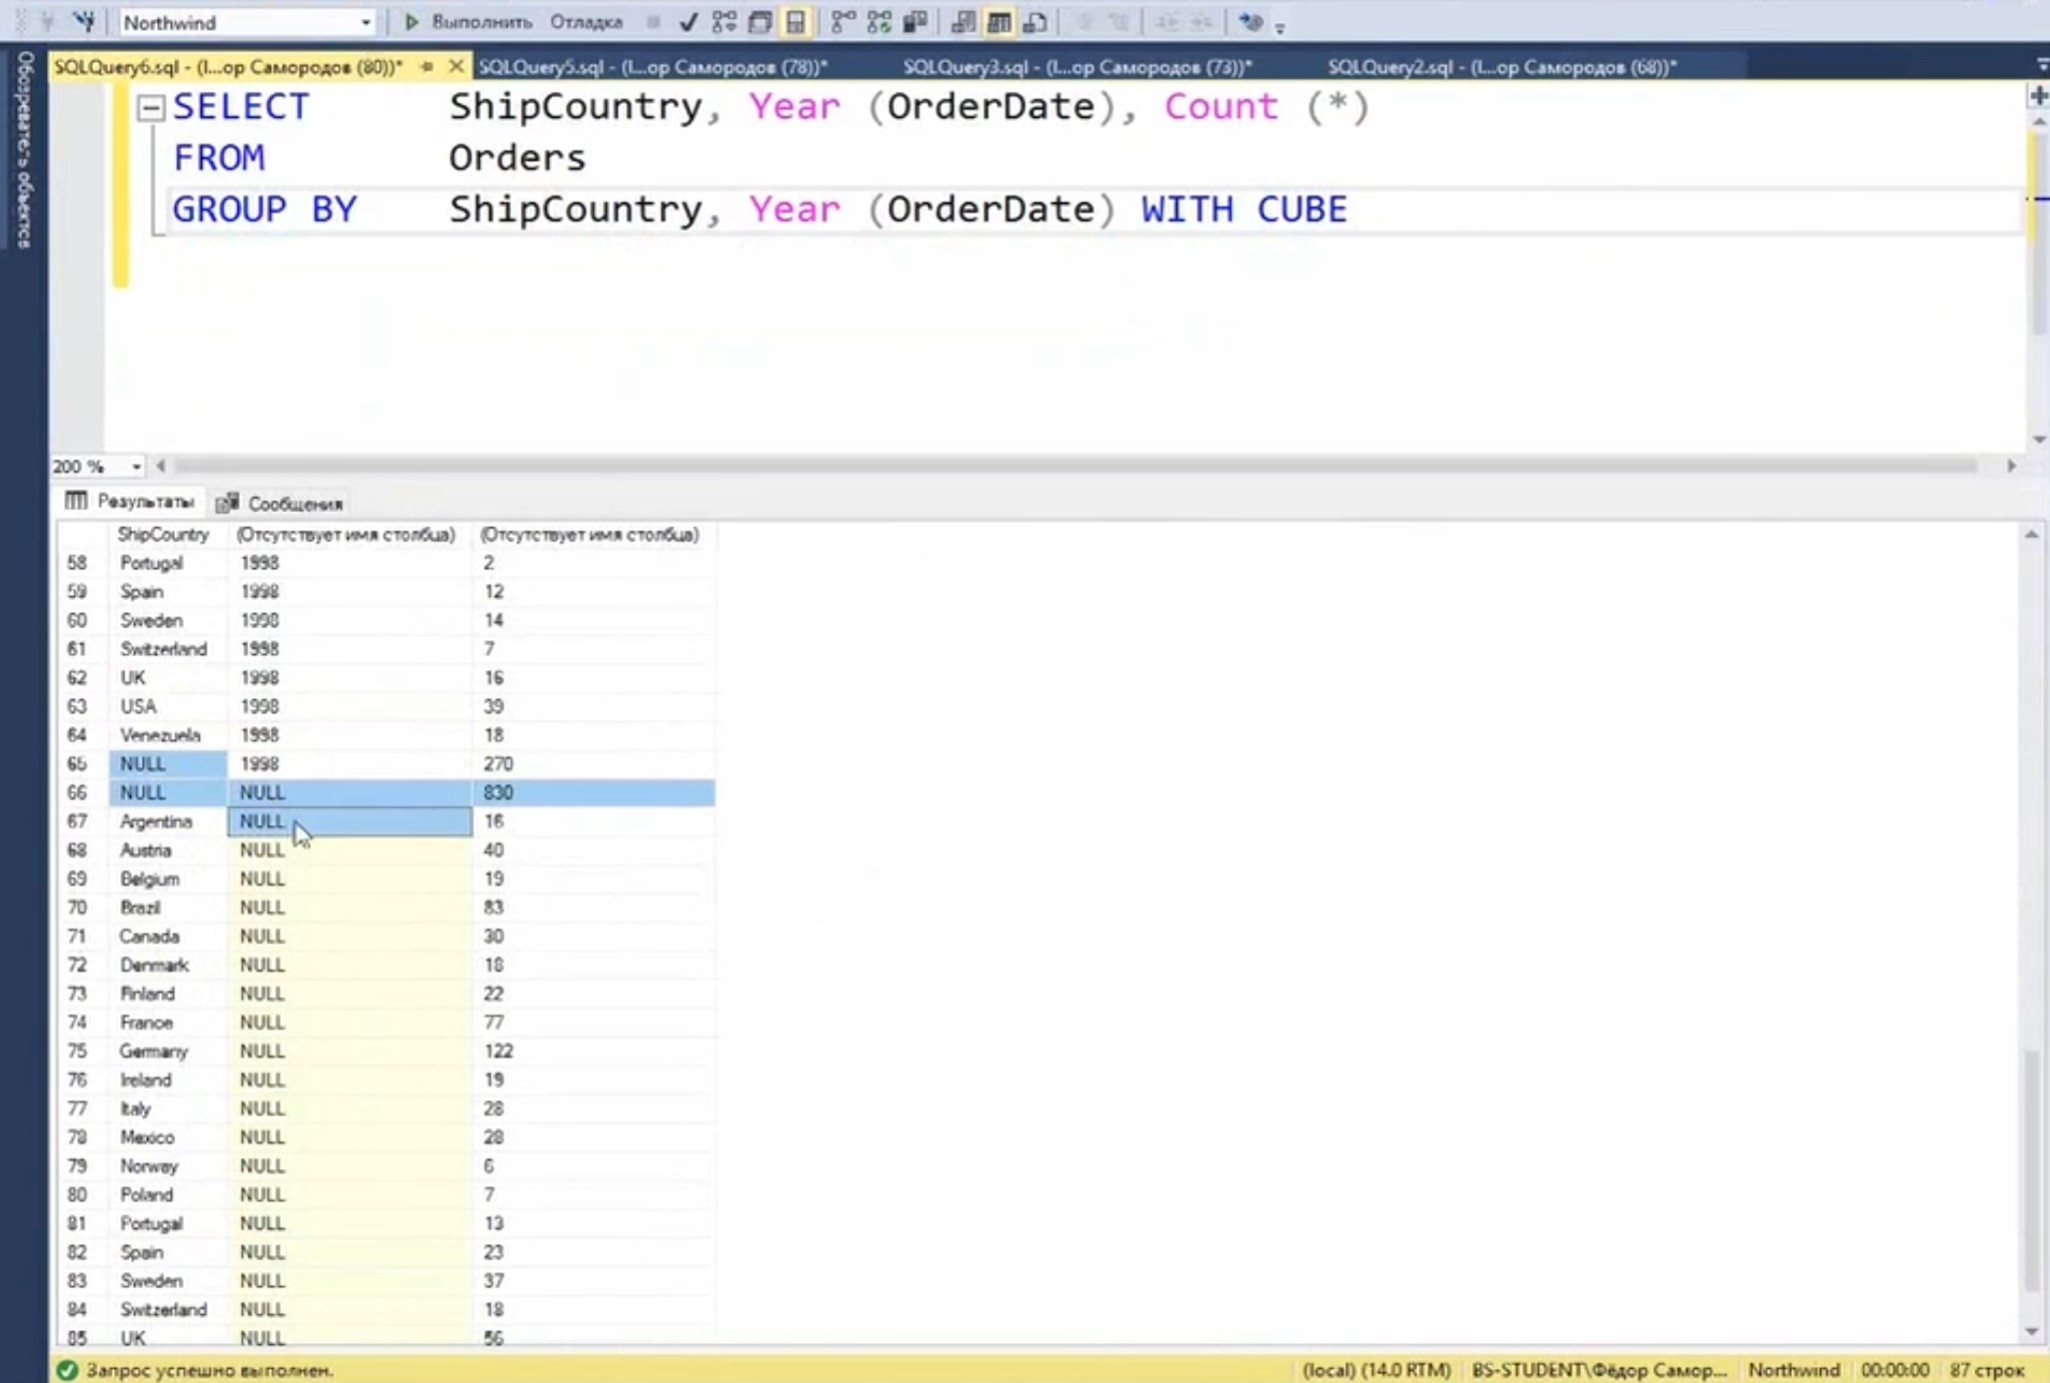 Northwind Выполнить Отладка
Обозреватель объектов
SQLQuery6.sql - (l...ор Самородов (80))* SQLQuery5.sql - (l...ор Самородов (78))* SQLQuery3.sql - (l...ор Самородов (73))* SQLQuery2.sql - (l...ор Самородов (68))*
SELECT ShipCountry, Year (OrderDate), Count (*)
FROM Orders
GROUP BY ShipCountry, Year (OrderDate) WITH CUBE
200 %
Результаты Сообщения
ShipCountry (Отсутствует имя столбца) (Отсутствует имя столбца)
58 Portugal 1998 2
59 Spain 1998 12
60 Sweden 1998 14
61 Switzerland 1998 7
62 UK 1998 16
63 USA 1998 39
64 Venezuela 1998 18
65 NULL 1998 270
66 NULL NULL 830
67 Argentina NULL 16
68 Austria NULL 40
69 Belgium NULL 19
70 Brazil NULL 83
71 Canada NULL 30
72 Denmark NULL 18
73 Finland NULL 22
74 France NULL 77
75 Germany NULL 122
76 Ireland NULL 19
77 Italy NULL 28
78 Mexico NULL 28
79 Norway NULL 6
80 Poland NULL 7
81 Portugal NULL 13
82 Spain NULL 23
83 Sweden NULL 37
84 Switzerland NULL 18
85 UK NULL 56
Запрос успешно выполнен. (local) (14.0 RTM) BS-STUDENT\Фёдор Самор... Northwind 00:00:00 87 строк